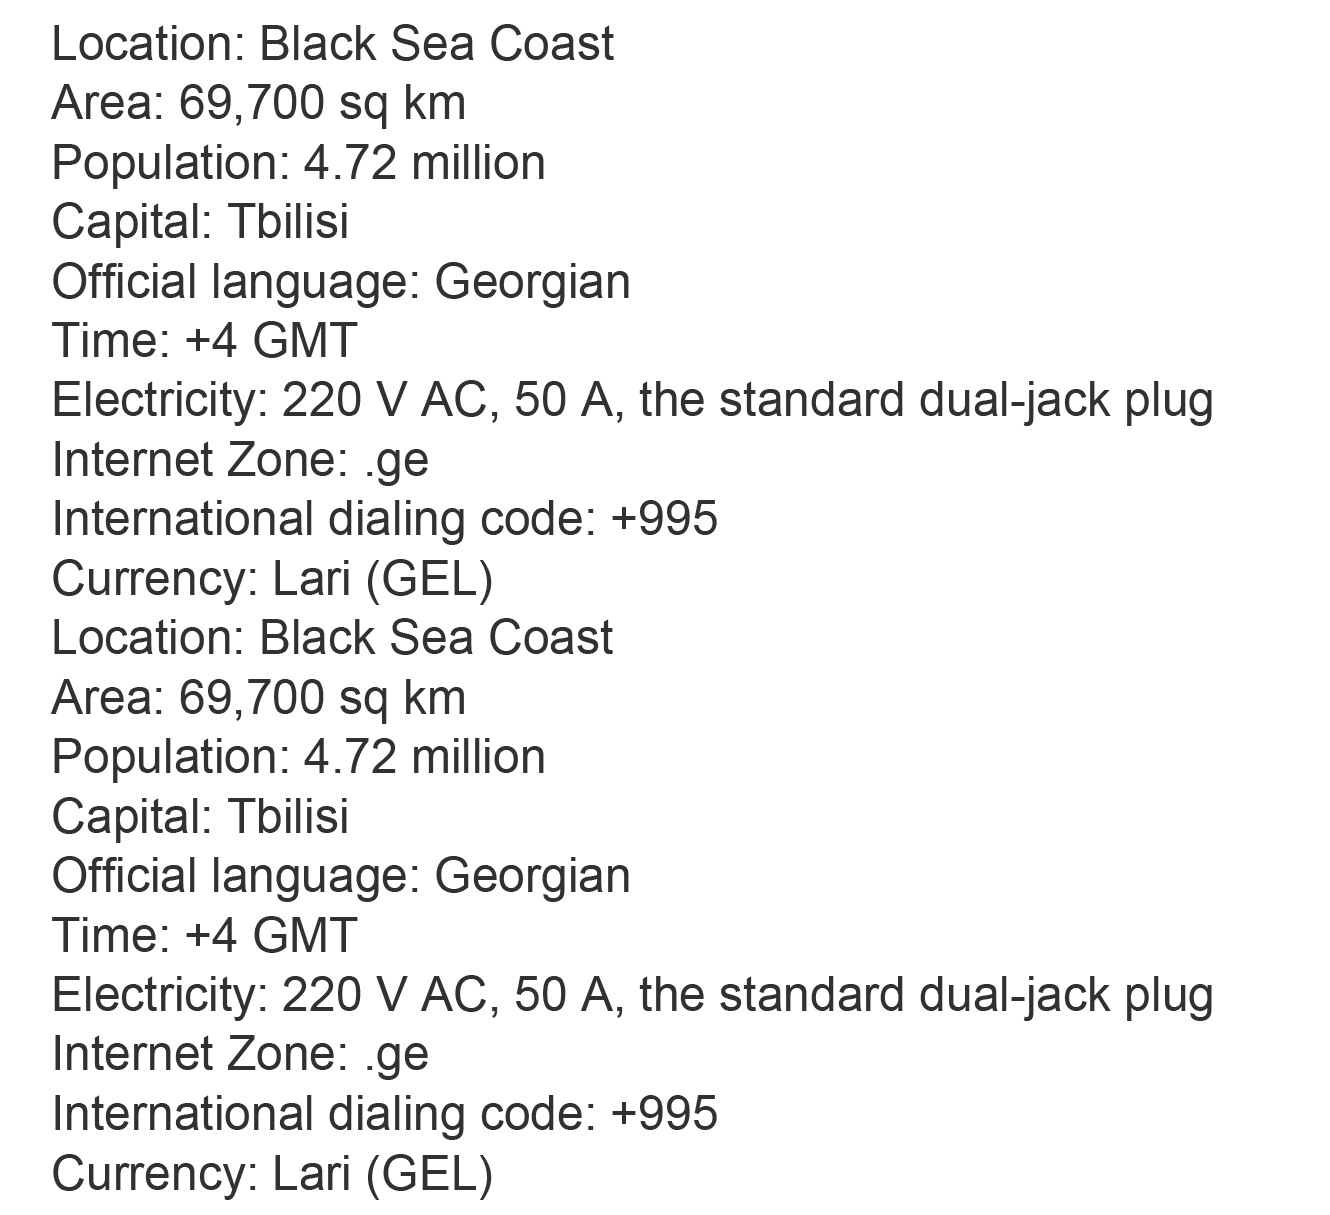 Location: Black Sea Coast
Area: 69,700 sq km
Population: 4.72 million
Capital: Tbilisi
Official language: Georgian
Time: +4 GMT
Electricity: 220 V AC, 50 A, the standard dual-jack plug
Internet Zone: .ge
International dialing code: +995
Currency: Lari (GEL)
Location: Black Sea Coast
Area: 69,700 sq km
Population: 4.72 million
Capital: Tbilisi
Official language: Georgian
Time: +4 GMT
Electricity: 220 V AC, 50 A, the standard dual-jack plug
Internet Zone: .ge
International dialing code: +995
Currency: Lari (GEL)